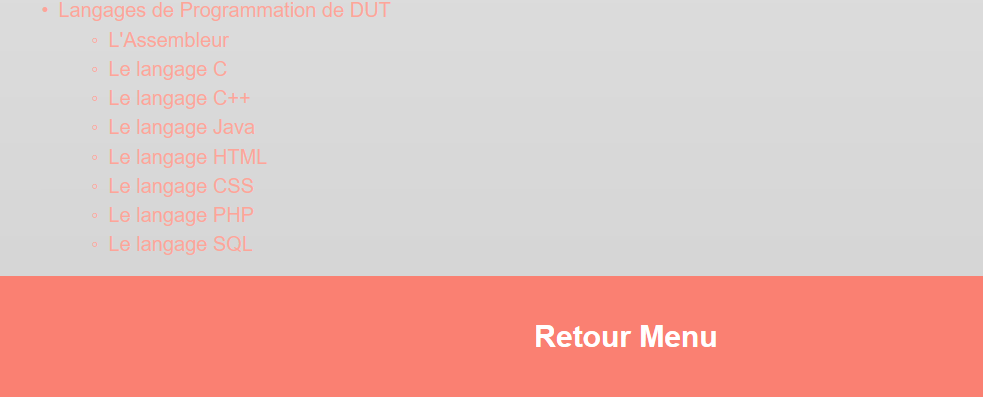 Langages de Programmation de DUT
L'Assembleur
Le langage C
Le langage C++
Le langage Java
Le langage HTML
Le langage CSS
Le langage PHP
Le langage SQL
Retour Menu